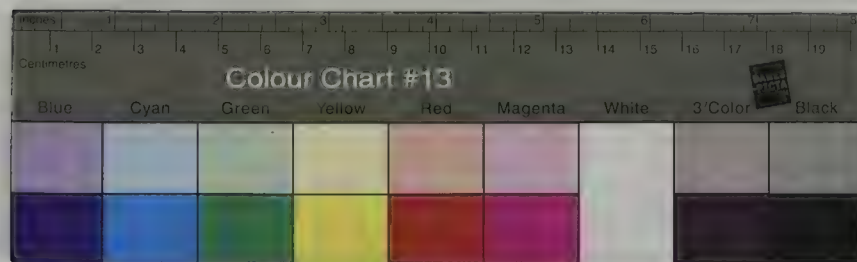 Inches 1 2 3 4 5 6 7 8
1 2 3 4 5 6 7 8 9 10 11 12 13 14 15 16 17 18 19
Centimetres
Colour Chart #13
Blue Cyan Green Yellow Red Magenta White 3'Color Black